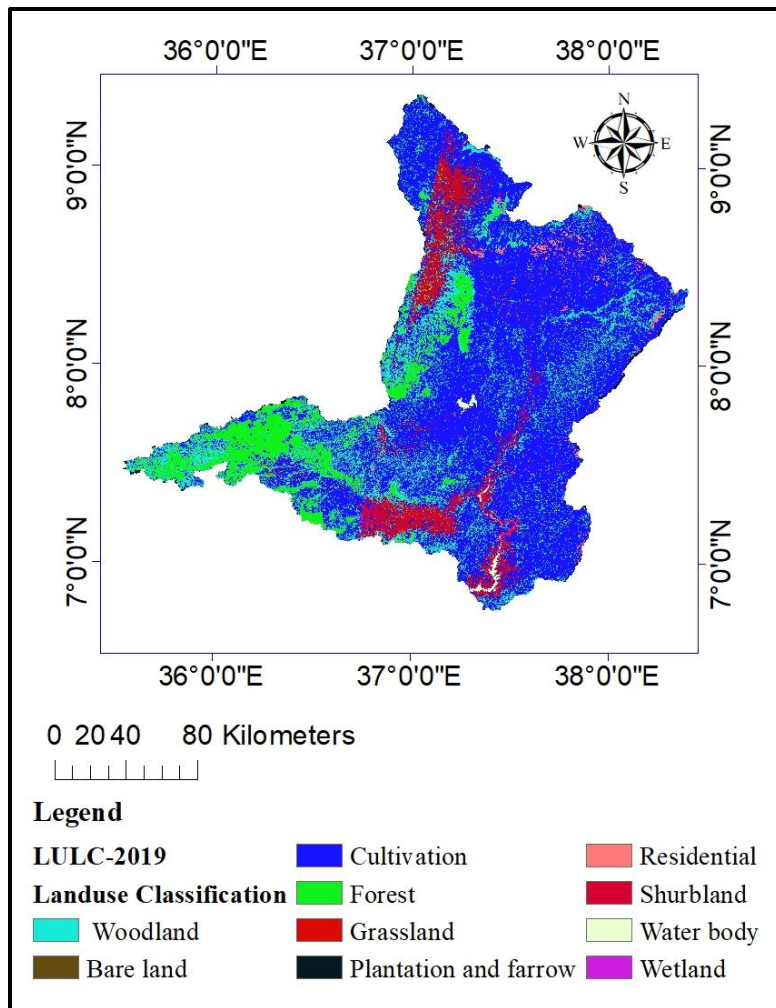 36°0'0"E 37°0'0"E 38°0'0"E
N
W E
S
9°0'0"N 9°0'0"N
8°0'0"N 8°0'0"N
7°0'0"N 7°0'0"N
36°0'0"E 37°0'0"E 38°0'0"E
0 20 40 80 Kilometers
Legend
LULC-2019 Cultivation Residential
Landuse Classification Forest Shurbland
Woodland Grassland Water body
Bare land Plantation and farrow Wetland